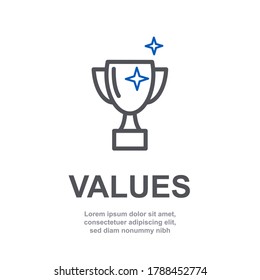 VALUES
Lorem ipsum dolor sit amet,
consectetuer adipiscing elit,
sed diam nonummy nibh
shutterstock.com · 1788452774